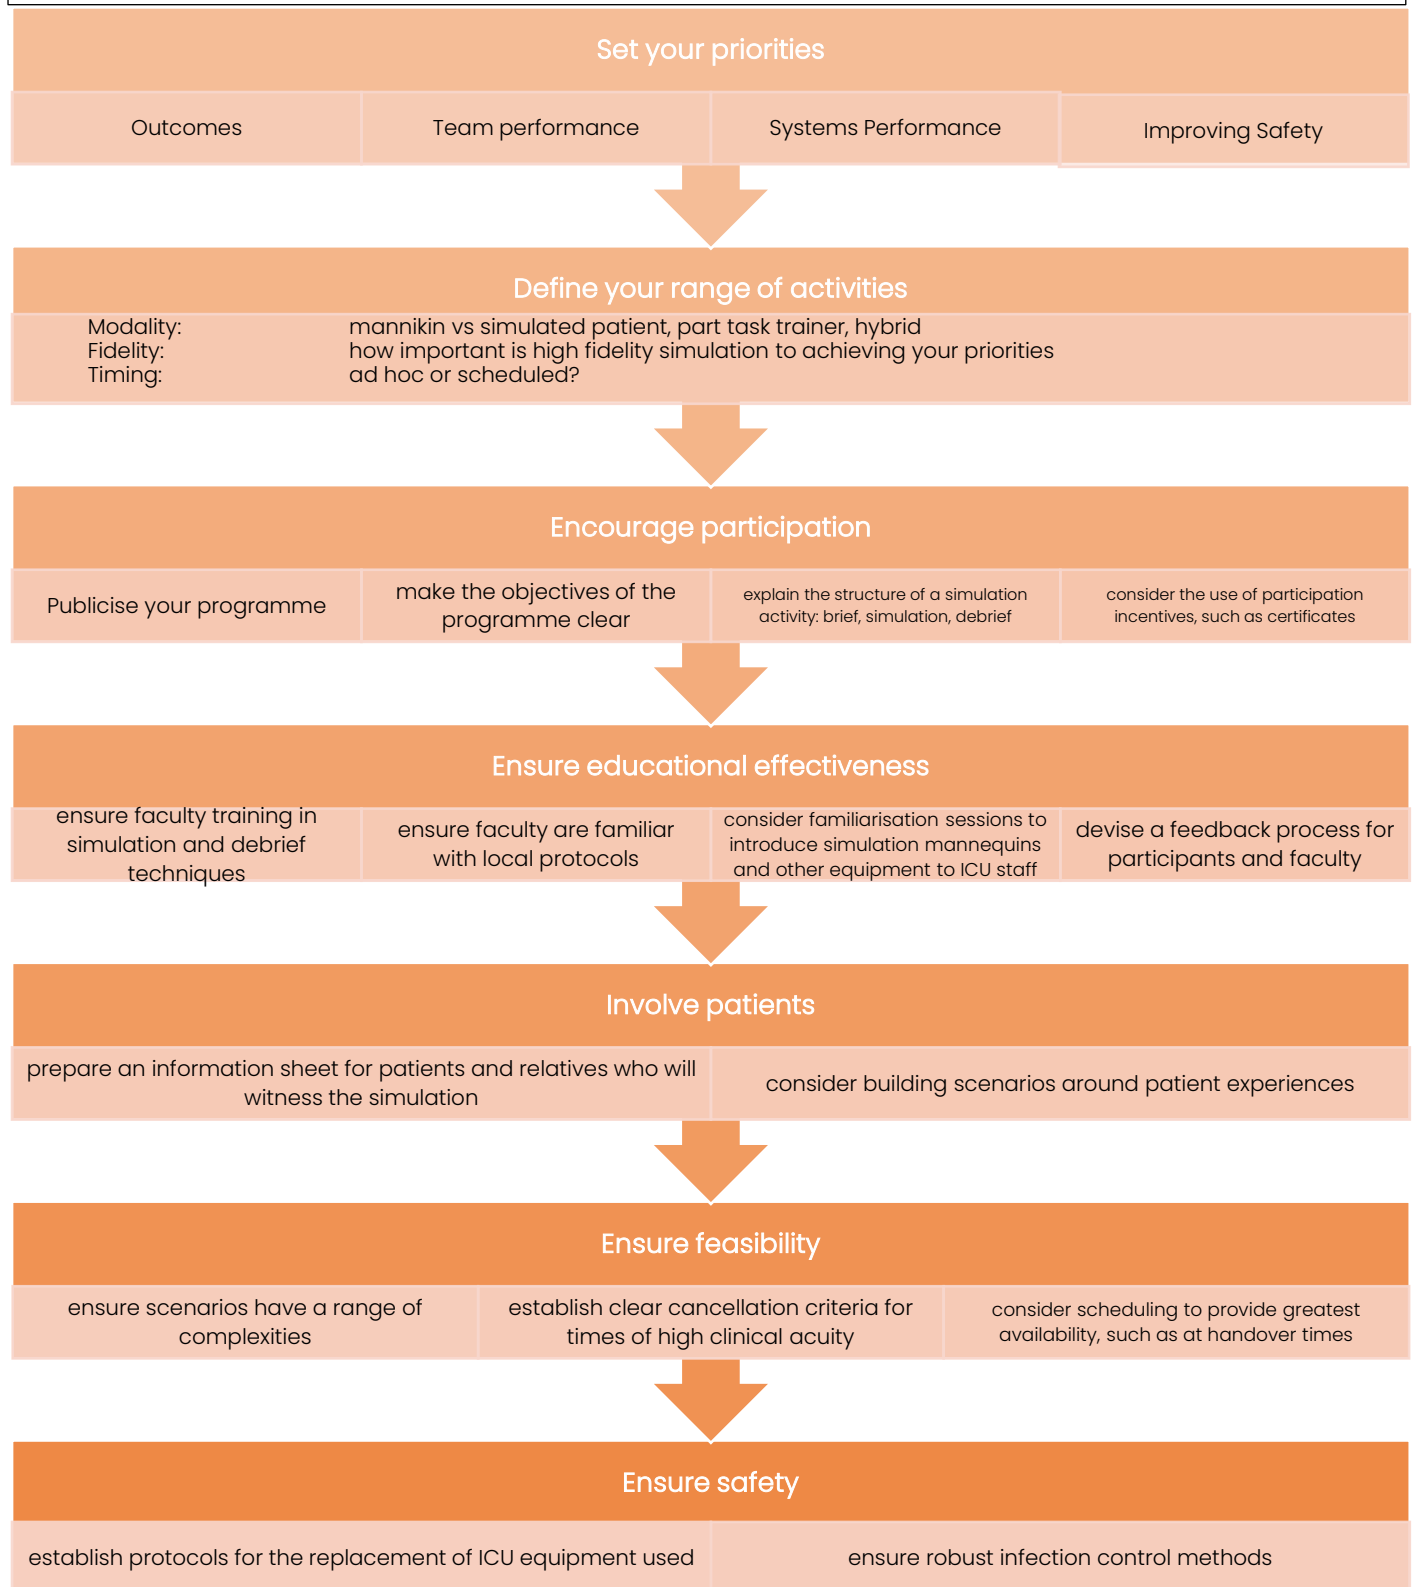 Set your priorities
Outcomes
Team performance
Systems Performance
Improving Safety
Define your range of activities
Modality: mannikin vs simulated patient, part task trainer, hybrid
Fidelity: how important is high fidelity simulation to achieving your priorities
Timing: ad hoc or scheduled?
Encourage participation
Publicise your programme
make the objectives of the
programme clear
explain the structure of a simulation
activity: brief, simulation, debrief
consider the use of participation
incentives, such as certificates
Ensure educational effectiveness
ensure faculty training in
simulation and debrief
techniques
ensure faculty are familiar
with local protocols
consider familiarisation sessions to
introduce simulation mannequins
and other equipment to ICU staff
devise a feedback process for
participants and faculty
Involve patients
prepare an information sheet for patients and relatives who will
witness the simulation
consider building scenarios around patient experiences
Ensure feasibility
ensure scenarios have a range of
complexities
establish clear cancellation criteria for
times of high clinical acuity
consider scheduling to provide greatest
availability, such as at handover times
Ensure safety
establish protocols for the replacement of ICU equipment used
ensure robust infection control methods